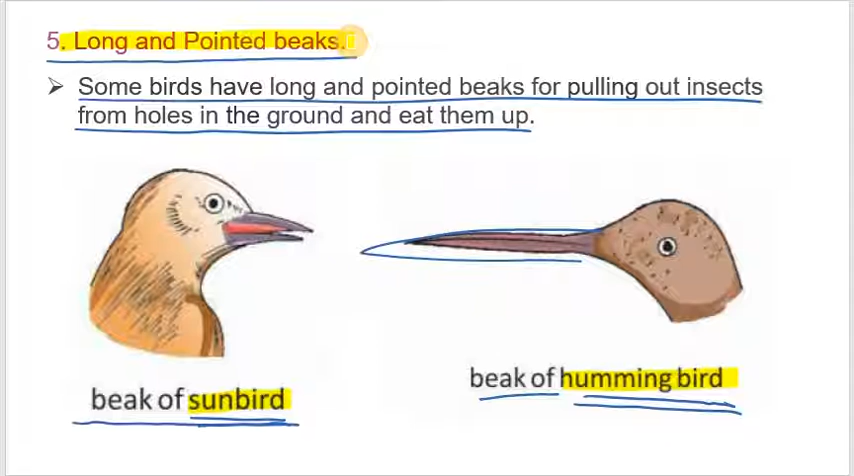 5. Long and Pointed beaks.
➢ Some birds have long and pointed beaks for pulling out insects
from holes in the ground and eat them up.
beak of sunbird
beak of humming bird